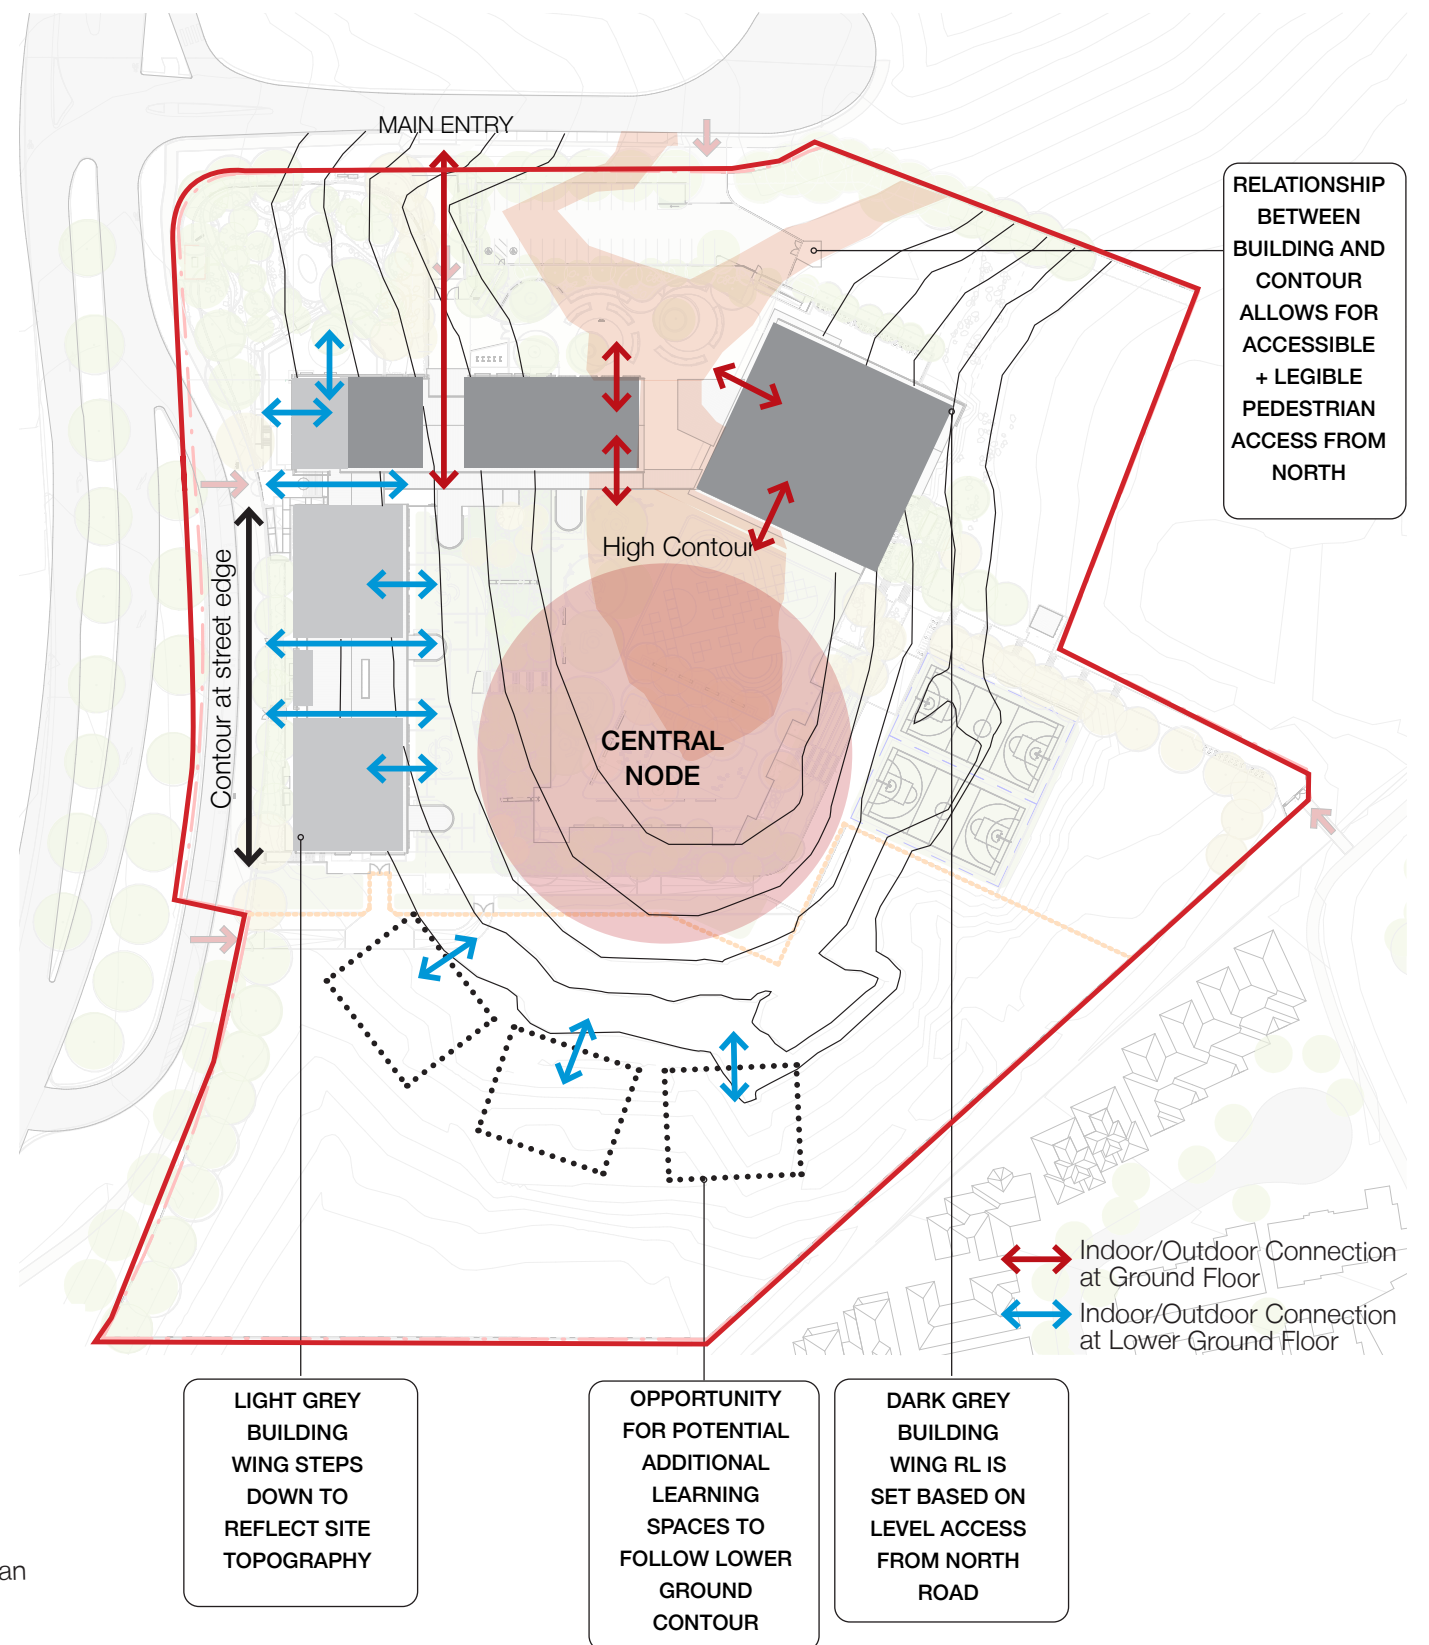 MAIN ENTRY
RELATIONSHIP
BETWEEN
BUILDING AND
CONTOUR
ALLOWS FOR
ACCESSIBLE
+ LEGIBLE
PEDESTRIAN
ACCESS FROM
NORTH
High Contour
Contour at street edge
CENTRAL
NODE
Indoor/Outdoor Connection
at Ground Floor
Indoor/Outdoor Connection
at Lower Ground Floor
LIGHT GREY
BUILDING
WING STEPS
DOWN TO
REFLECT SITE
TOPOGRAPHY
OPPORTUNITY
FOR POTENTIAL
ADDITIONAL
LEARNING
SPACES TO
FOLLOW LOWER
GROUND
CONTOUR
DARK GREY
BUILDING
WING RL IS
SET BASED ON
LEVEL ACCESS
FROM NORTH
ROAD
an